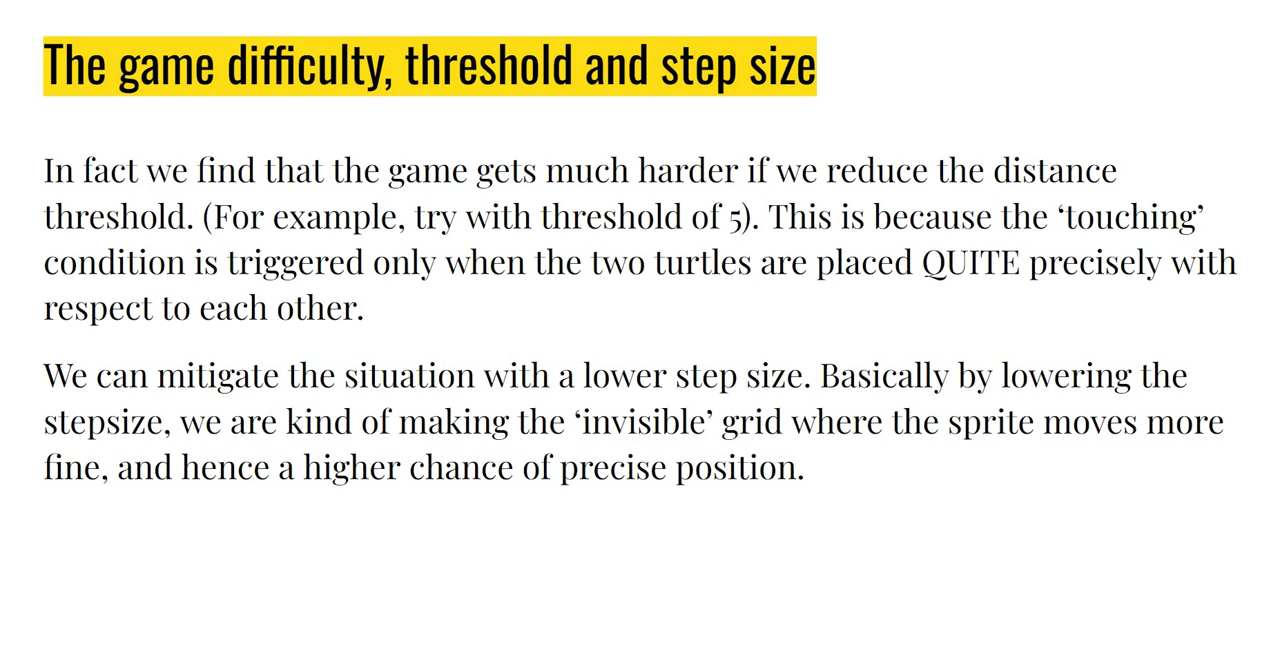 The game difficulty, threshold and step size
In fact we find that the game gets much harder if we reduce the distance
threshold. (For example, try with threshold of 5). This is because the ‘touching’
condition is triggered only when the two turtles are placed QUITE precisely with
respect to each other.
We can mitigate the situation with a lower step size. Basically by lowering the
stepsize, we are kind of making the ‘invisible’ grid where the sprite moves more
fine, and hence a higher chance of precise position.